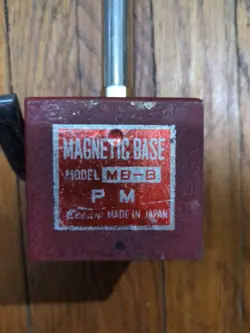 MAGNETIC BASE
MODEL MB-B
P M
MADE IN JAPAN